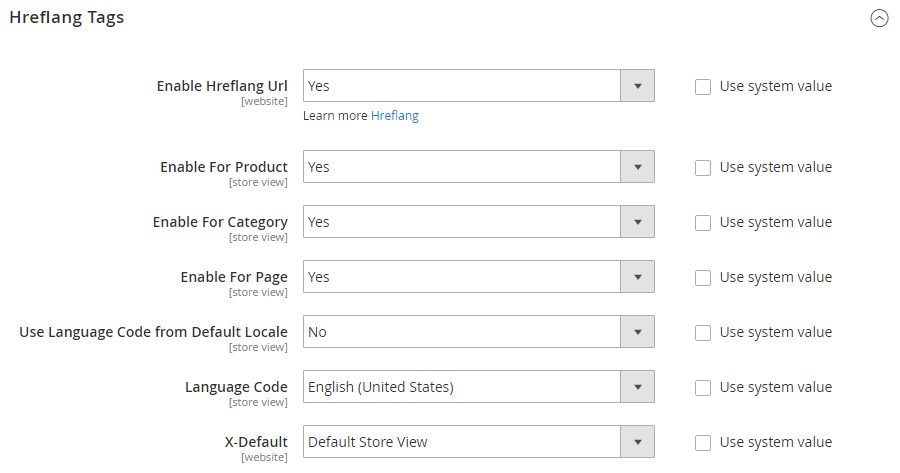 Hreflang Tags
Enable Hreflang Url Yes Use system value
[website]
Learn more Hreflang
Enable For Product Yes Use system value
[store view]
Enable For Category Yes Use system value
[store view]
Enable For Page Yes Use system value
[store view]
Use Language Code from Default Locale No Use system value
[store view]
Language Code English (United States) Use system value
[store view]
X-Default Default Store View Use system value
[website]